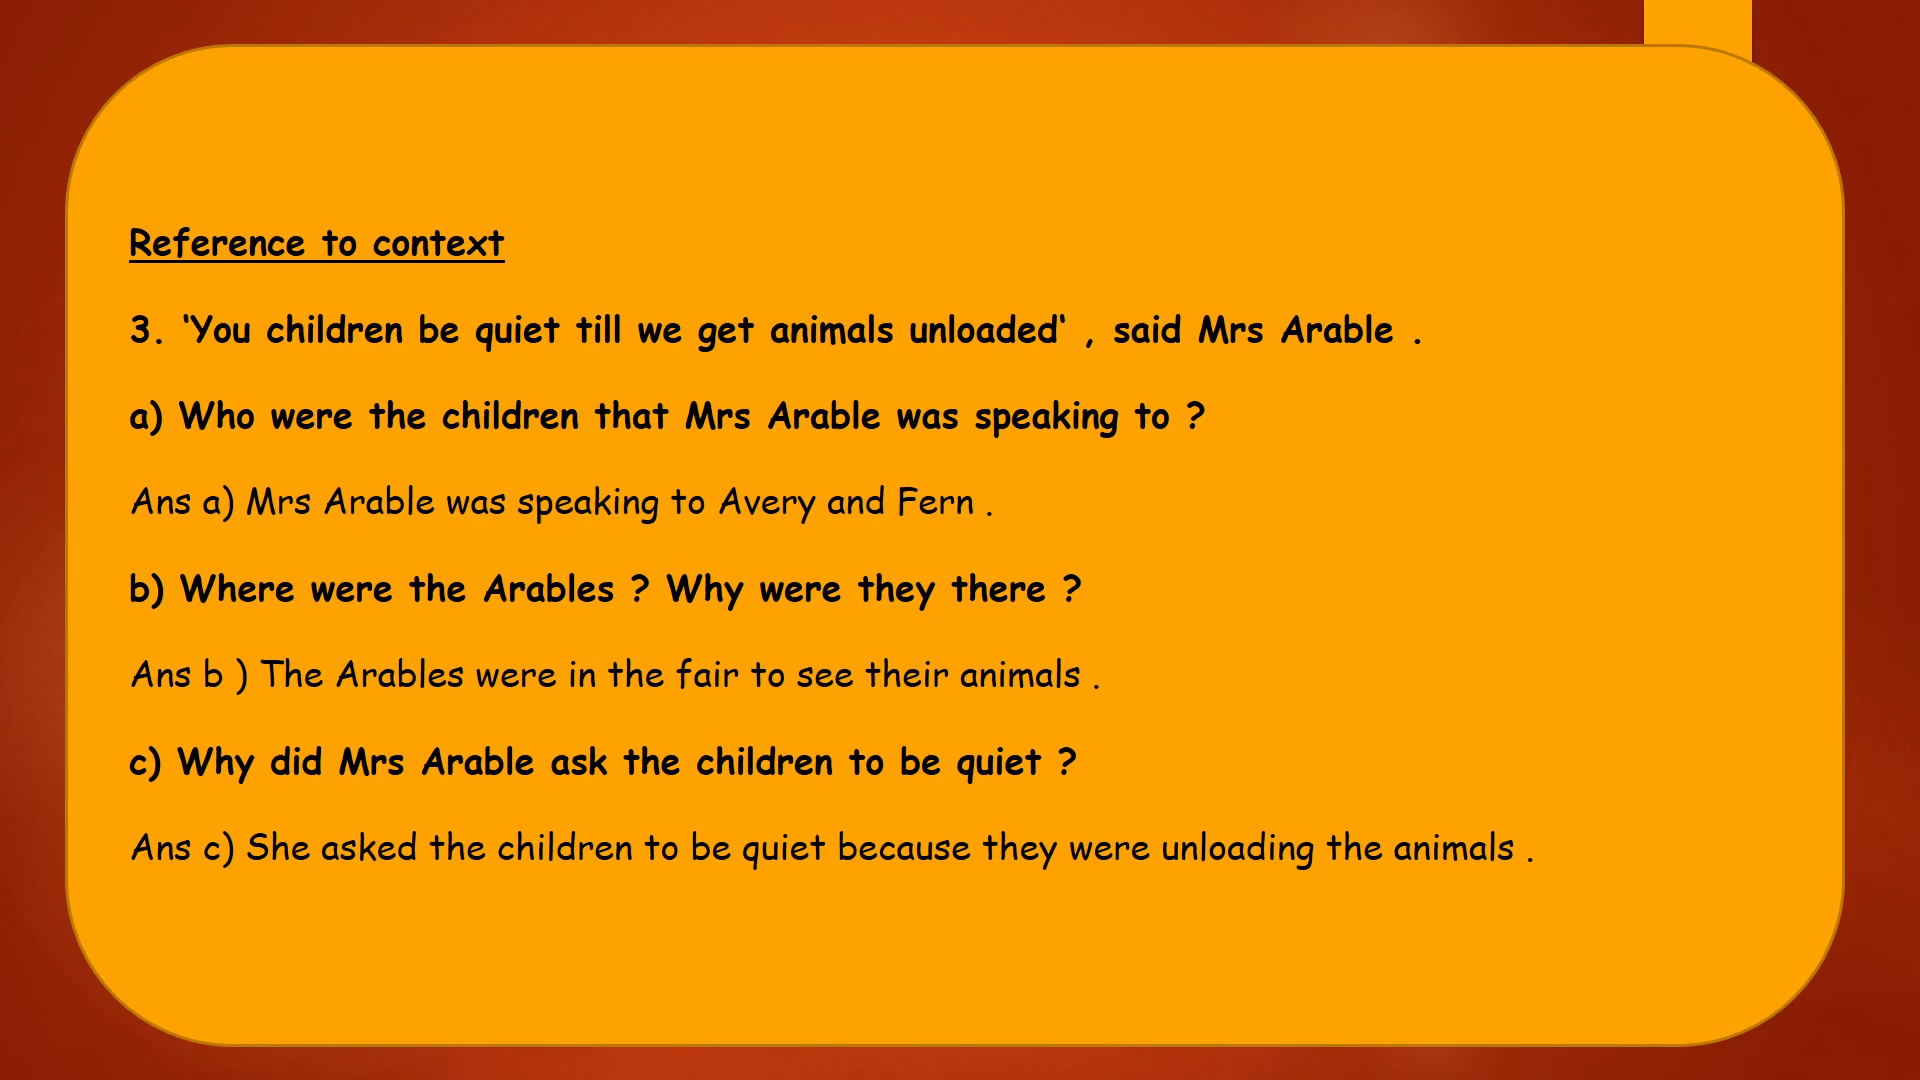 Reference to context
3. 'You children be quiet till we get animals unloaded' , said Mrs Arable .
a) Who were the children that Mrs Arable was speaking to ?
Ans a) Mrs Arable was speaking to Avery and Fern .
b) Where were the Arables ? Why were they there ?
Ans b ) The Arables were in the fair to see their animals .
c) Why did Mrs Arable ask the children to be quiet ?
Ans c) She asked the children to be quiet because they were unloading the animals .